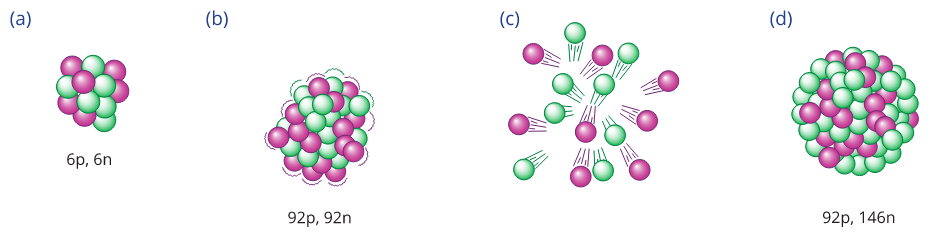 (a)
(b)
(c)
(d)
6p, 6n
92p, 92n
92p, 146n